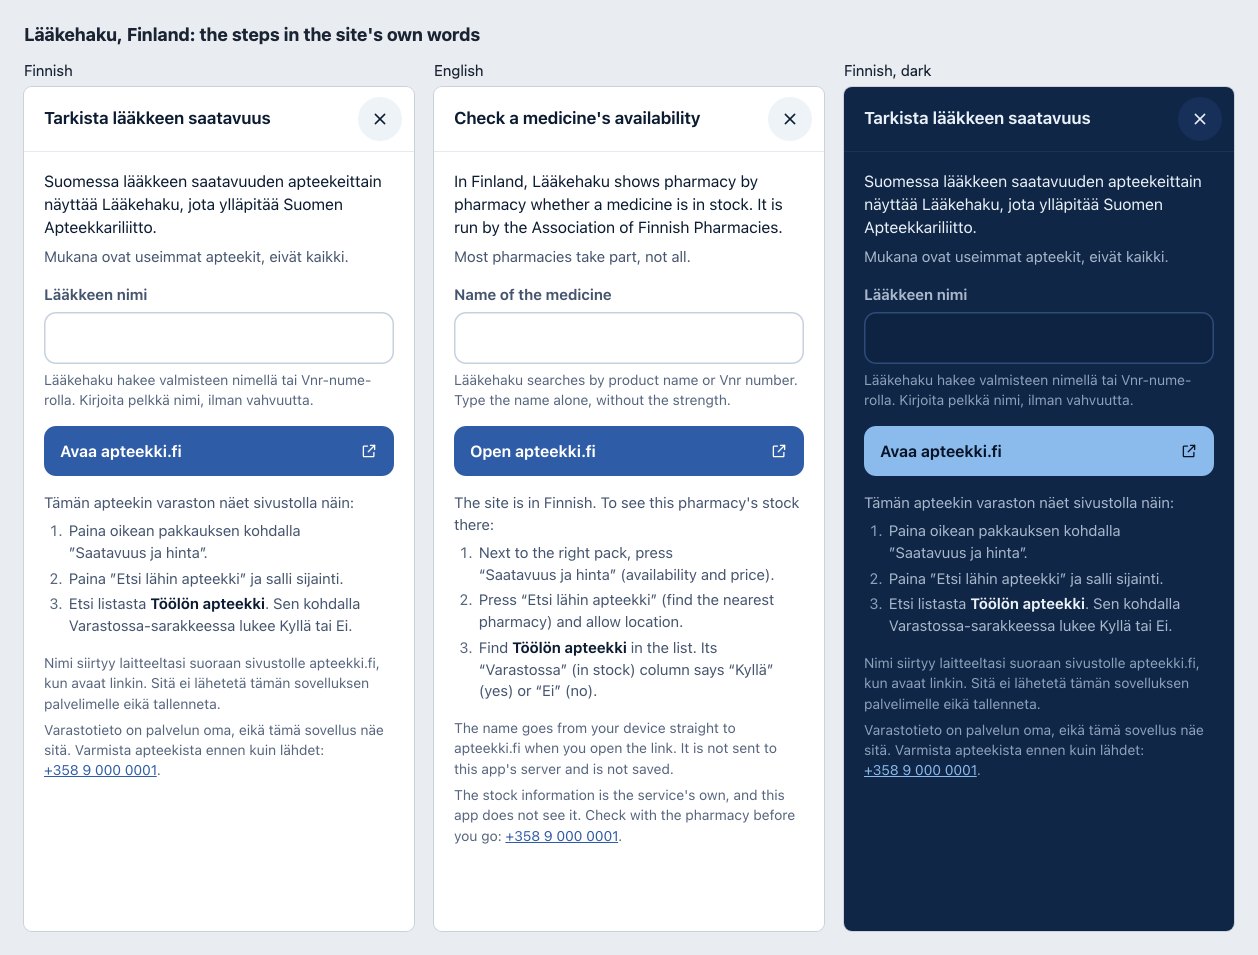 Lääkehaku, Finland: the steps in the site's own words
Finnish
Tarkista lääkkeen saatavuus
Suomessa lääkkeen saatavuuden apteekeittain
näyttää Lääkehaku, jota ylläpitää Suomen
Apteekkariliitto.
Mukana ovat useimmat apteekit, eivät kaikki.
Lääkkeen nimi
Lääkehaku hakee valmisteen nimellä tai Vnr-nume-
rolla. Kirjoita pelkkä nimi, ilman vahvuutta.
Avaa apteekki.fi
Tämän apteekin varaston näet sivustolla näin:
1. Paina oikean pakkauksen kohdalla
”Saatavuus ja hinta”.
2. Paina ”Etsi lähin apteekki” ja salli sijainti.
3. Etsi listasta Töölön apteekki. Sen kohdalla
Varastossa-sarakkeessa lukee Kyllä tai Ei.
Nimi siirtyy laitteeltasi suoraan sivustolle apteekki.fi,
kun avaat linkin. Sitä ei lähetetä tämän sovelluksen
palvelimelle eikä tallenneta.
Varastotieto on palvelun oma, eikä tämä sovellus näe
sitä. Varmista apteekista ennen kuin lähdet:
+358 9 000 0001.
English
Check a medicine's availability
In Finland, Lääkehaku shows pharmacy by
pharmacy whether a medicine is in stock. It is
run by the Association of Finnish Pharmacies.
Most pharmacies take part, not all.
Name of the medicine
Lääkehaku searches by product name or Vnr number.
Type the name alone, without the strength.
Open apteekki.fi
The site is in Finnish. To see this pharmacy's stock
there:
1. Next to the right pack, press
“Saatavuus ja hinta” (availability and price).
2. Press “Etsi lähin apteekki” (find the nearest
pharmacy) and allow location.
3. Find Töölön apteekki in the list. Its
“Varastossa” (in stock) column says “Kyllä”
(yes) or “Ei” (no).
The name goes from your device straight to
apteekki.fi when you open the link. It is not sent to
this app's server and is not saved.
The stock information is the service's own, and this
app does not see it. Check with the pharmacy before
you go: +358 9 000 0001.
Finnish, dark
Tarkista lääkkeen saatavuus
Suomessa lääkkeen saatavuuden apteekeittain
näyttää Lääkehaku, jota ylläpitää Suomen
Apteekkariliitto.
Mukana ovat useimmat apteekit, eivät kaikki.
Lääkkeen nimi
Lääkehaku hakee valmisteen nimellä tai Vnr-nume-
rolla. Kirjoita pelkkä nimi, ilman vahvuutta.
Avaa apteekki.fi
Tämän apteekin varaston näet sivustolla näin:
1. Paina oikean pakkauksen kohdalla
”Saatavuus ja hinta”.
2. Paina ”Etsi lähin apteekki” ja salli sijainti.
3. Etsi listasta Töölön apteekki. Sen kohdalla
Varastossa-sarakkeessa lukee Kyllä tai Ei.
Nimi siirtyy laitteeltasi suoraan sivustolle apteekki.fi,
kun avaat linkin. Sitä ei lähetetä tämän sovelluksen
palvelimelle eikä tallenneta.
Varastotieto on palvelun oma, eikä tämä sovellus näe
sitä. Varmista apteekista ennen kuin lähdet:
+358 9 000 0001.